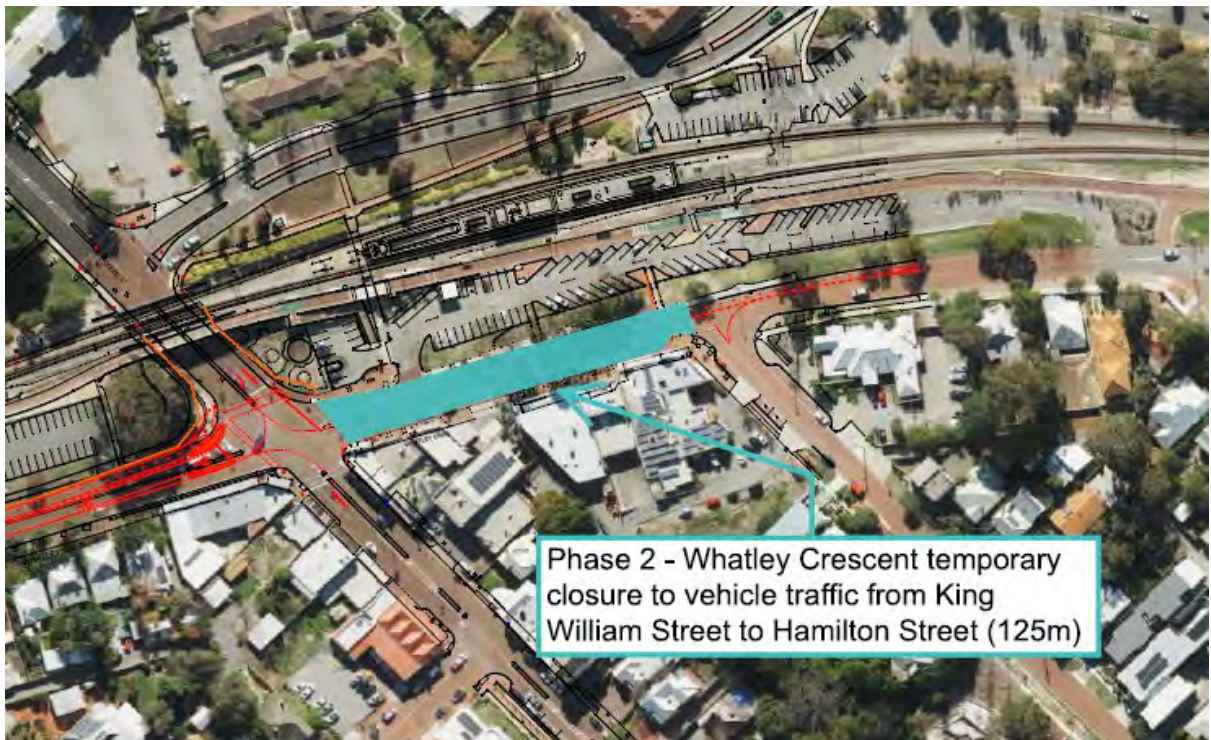 Phase 2 - Whatley Crescent temporary
closure to vehicle traffic from King
William Street to Hamilton Street (125m)